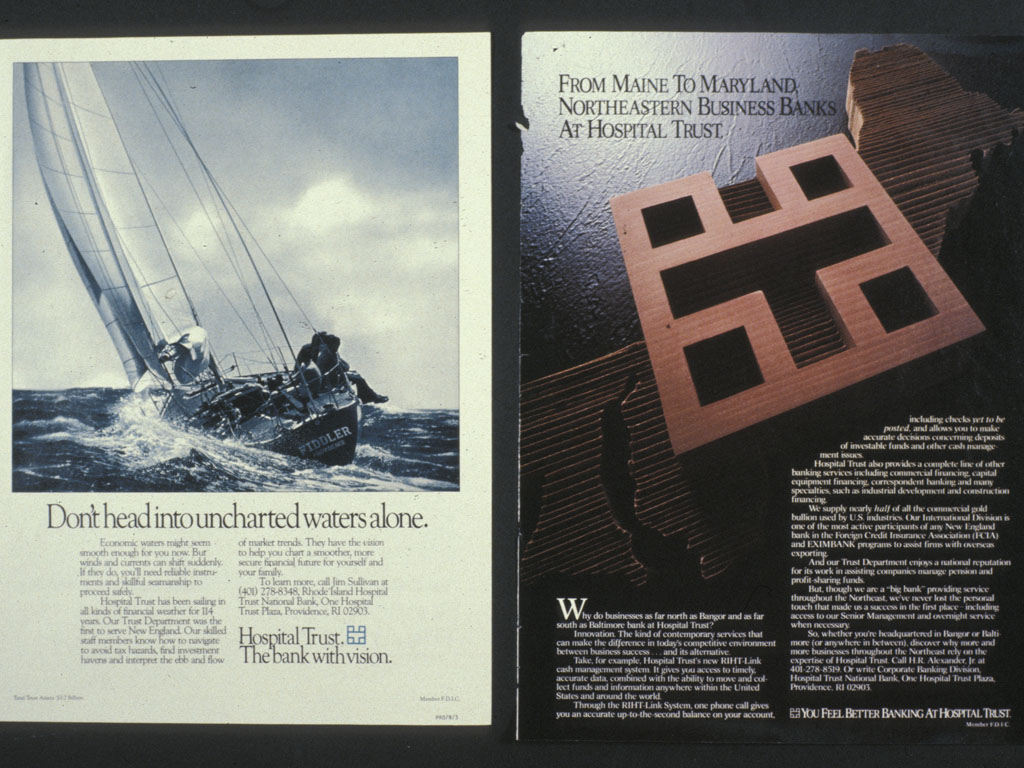 FIDDLER
Don't head into uncharted waters alone.
Economic waters might seem
smooth enough for you now. But
winds and currents can shift suddenly.
If they do, you'll need reliable instru-
ments and skillful seamanship to
proceed safely.
Hospital Trust has been sailing in
all kinds of financial weather for 114
years. Our Trust Department was the
first to serve New England. Our skilled
staff members know how to navigate
to avoid tax hazards, find investment
havens and interpret the ebb and flow
of market trends. They have the vision
to help you chart a smoother, more
secure financial future for yourself and
your family.
To learn more, call Jim Sullivan at
(401) 278-8348, Rhode Island Hospital
Trust National Bank, One Hospital
Trust Plaza, Providence, R.I. 02903.
Hospital Trust.
The bank with vision.
Total Trust Assets: $1.2 Billion.
Member F.D.I.C.
FROM MAINE TO MARYLAND,
NORTHEASTERN BUSINESS BANKS
AT HOSPITAL TRUST.
Why do businesses as far north as Bangor and as far
south as Baltimore bank at Hospital Trust?
Innovation. The kind of contemporary services that
can make the difference in today's competitive environment
between business success . . . and its alternative.
Take, for example, Hospital Trust's new RIHT-Link
cash management system. It gives you access to timely,
accurate data, combined with the ability to move and col-
lect funds and information anywhere within the United
States and around the world.
Through the RIHT-Link System, one phone call gives
you an accurate up-to-the-second balance on your account,
including checks yet to be
posted, and allows you to make
accurate decisions concerning deposits
of investable funds and other cash manage-
ment issues.
Hospital Trust also provides a complete line of other
banking services including commercial financing, capital
equipment financing, correspondent banking and many
specialties, such as industrial development and construction
financing.
We supply nearly half of all the commercial gold
bullion used by U.S. industries. Our International Division is
one of the most active participants of any New England
bank in the Foreign Credit Insurance Association (FCIA)
and EXIMBANK programs to assist firms with overseas
exporting.
And our Trust Department enjoys a national reputation
for its work in assisting companies manage pension and
profit-sharing funds.
But, though we are a "big bank" providing service
throughout the Northeast, we've never lost the personal
touch that made us a success in the first place—including
access to our Senior Management and overnight service
when necessary.
So, whether you're headquartered in Bangor or Balti-
more (or anywhere in between), discover why more and
more businesses throughout the Northeast rely on the
expertise of Hospital Trust. Call H.R. Alexander, Jr. at
401-278-8519. Or write Corporate Banking Division,
Hospital Trust National Bank, One Hospital Trust Plaza,
Providence, RI 02903.
YOU FEEL BETTER BANKING AT HOSPITAL TRUST.
Member F.D.I.C.